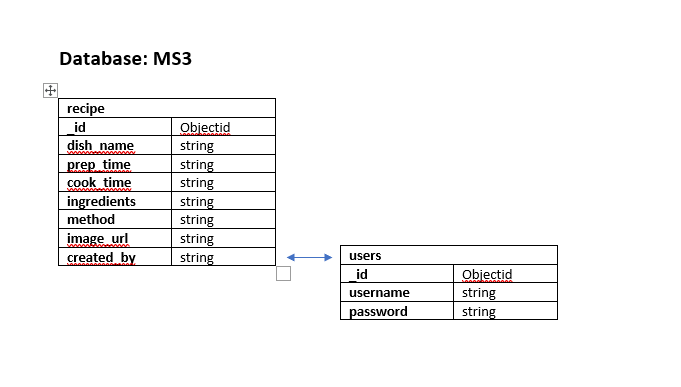 Database: MS3
recipe
_id Objectid
dish_name string
prep_time string
cook_time string
ingredients string
method string
image_url string
created_by string
users
_id Objectid
username string
password string